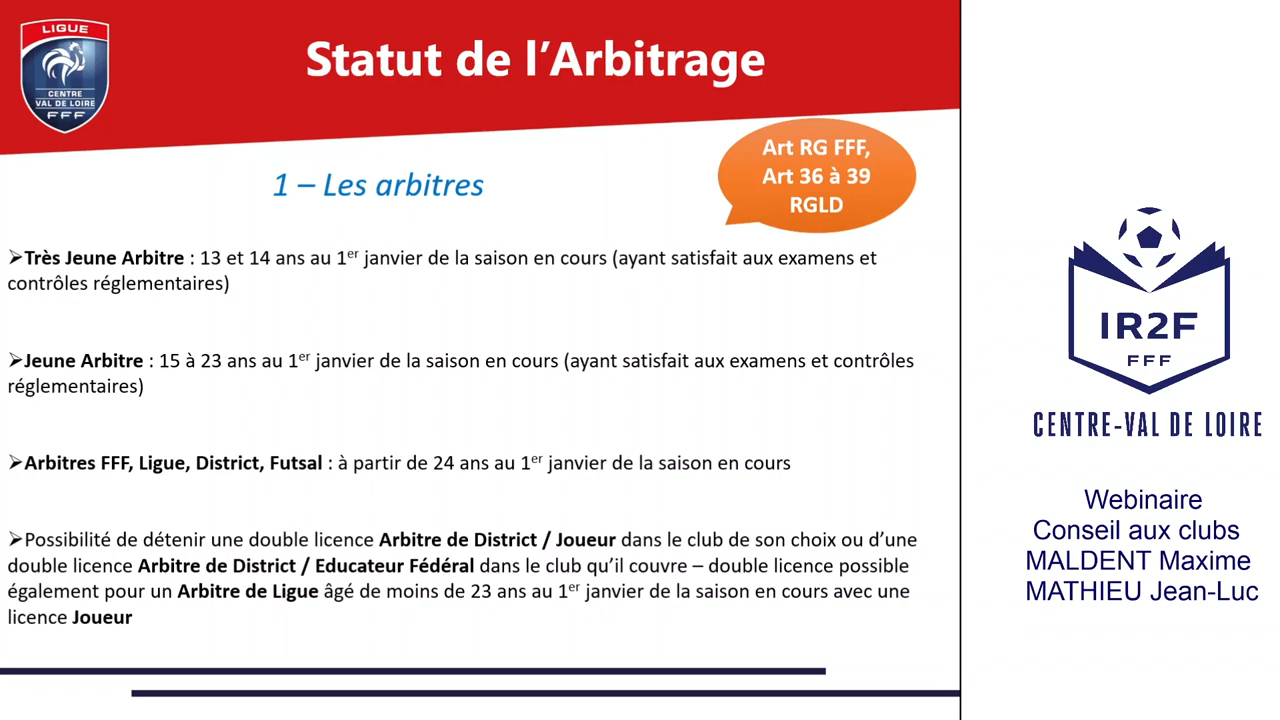 LIGUE
CENTRE
VAL DE LOIRE
FFF
Statut de l'Arbitrage
Art RG FFF,
Art 36 à 39
RGLD
1 – Les arbitres
➢Très Jeune Arbitre : 13 et 14 ans au 1er janvier de la saison en cours (ayant satisfait aux examens et
contrôles réglementaires)
➢Jeune Arbitre : 15 à 23 ans au 1er janvier de la saison en cours (ayant satisfait aux examens et contrôles
réglementaires)
➢Arbitres FFF, Ligue, District, Futsal : à partir de 24 ans au 1er janvier de la saison en cours
➢Possibilité de détenir une double licence Arbitre de District / Joueur dans le club de son choix ou d'une
double licence Arbitre de District / Educateur Fédéral dans le club qu'il couvre – double licence possible
également pour un Arbitre de Ligue âgé de moins de 23 ans au 1er janvier de la saison en cours avec une
licence Joueur
IR2F
FFF
CENTRE-VAL DE LOIRE
Webinaire
Conseil aux clubs
MALDENT Maxime
MATHIEU Jean-Luc